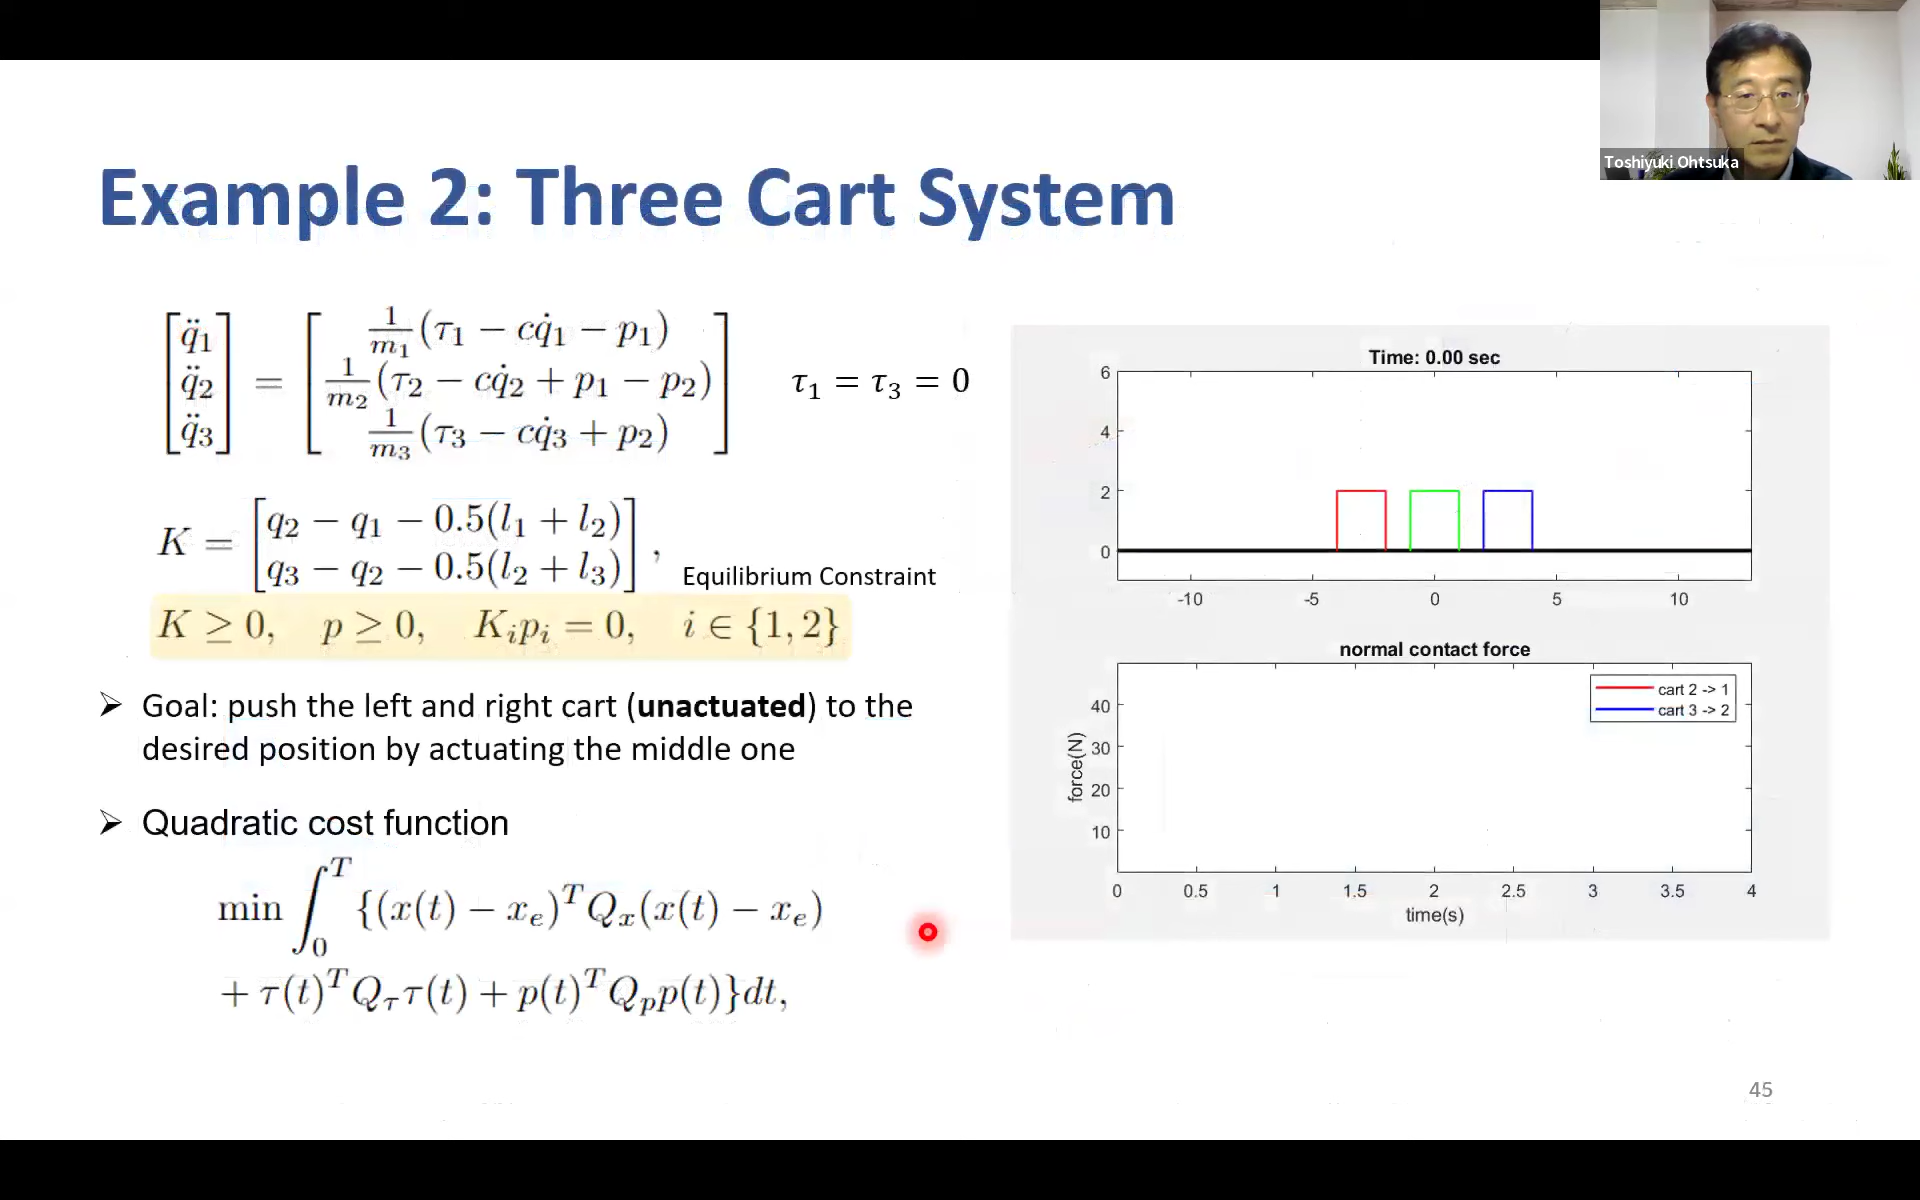 Toshiyuki Ohtsuka
Example 2: Three Cart System
[q̈₁ q̈₂ q̈₃] = [1/m₁ (τ₁ − cq̇₁ − p₁)
1/m₂ (τ₂ − cq̇₂ + p₁ − p₂)
1/m₃ (τ₃ − cq̇₃ + p₂)]
τ₁ = τ₃ = 0
K = [q₂ − q₁ − 0.5(l₁ + l₂)
q₃ − q₂ − 0.5(l₂ + l₃)],
Equilibrium Constraint
K ≥ 0, p ≥ 0, Kᵢpᵢ = 0, i ∈ {1, 2}
➢ Goal: push the left and right cart (unactuated) to the
desired position by actuating the middle one
➢ Quadratic cost function
min ∫₀ᵀ {(x(t) − xₑ)ᵀQₓ(x(t) − xₑ)
+ τ(t)ᵀQ_τ τ(t) + p(t)ᵀQₚp(t)}dt,
Time: 0.00 sec
6
4
2
0
-10 -5 0 5 10
normal contact force
cart 2 -> 1
cart 3 -> 2
40
30
20
10
force(N)
0 0.5 1 1.5 2 2.5 3 3.5 4
time(s)
45